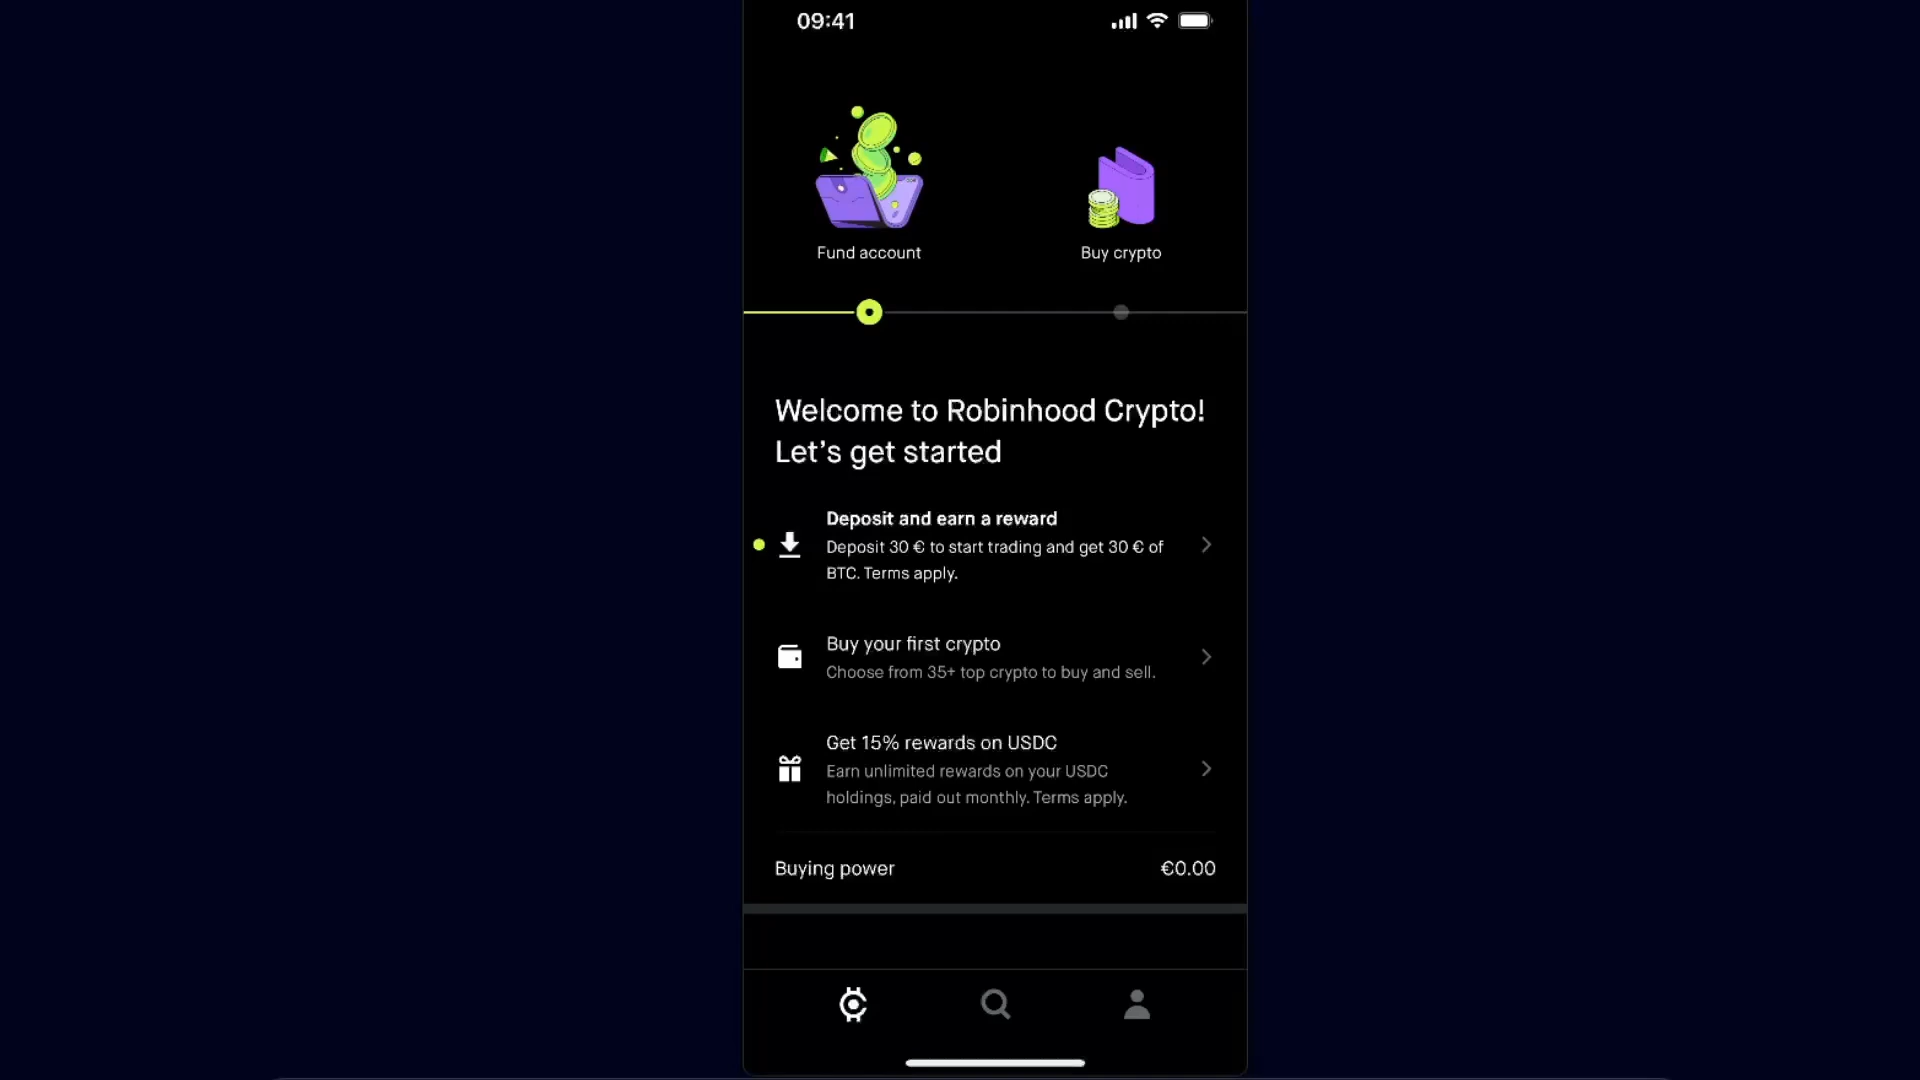 09:41
Fund account
Buy crypto
Welcome to Robinhood Crypto!
Let’s get started
Deposit and earn a reward
Deposit 30 € to start trading and get 30 € of
BTC. Terms apply.
Buy your first crypto
Choose from 35+ top crypto to buy and sell.
Get 15% rewards on USDC
Earn unlimited rewards on your USDC
holdings, paid out monthly. Terms apply.
Buying power
€0.00